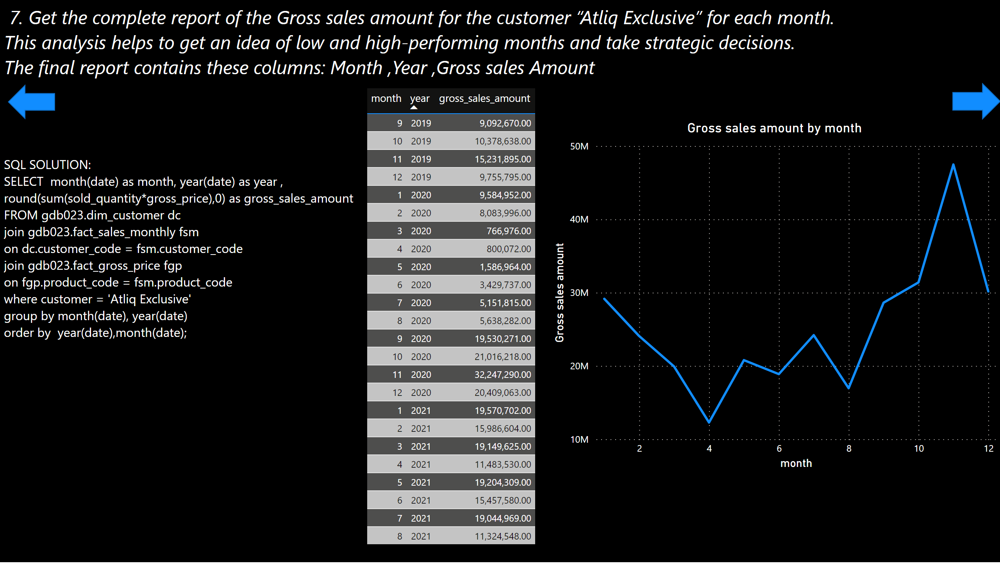 7. Get the complete report of the Gross sales amount for the customer “Atliq Exclusive” for each month.
This analysis helps to get an idea of low and high-performing months and take strategic decisions.
The final report contains these columns: Month ,Year ,Gross sales Amount
SQL SOLUTION:
SELECT  month(date) as month, year(date) as year ,
round(sum(sold_quantity*gross_price),0) as gross_sales_amount
FROM gdb023.dim_customer dc
join gdb023.fact_sales_monthly fsm
on dc.customer_code = fsm.customer_code
join gdb023.fact_gross_price fgp
on fgp.product_code = fsm.product_code
where customer = 'Atliq Exclusive'
group by month(date), year(date)
order by  year(date),month(date);
month year gross_sales_amount
9 2019 9,092,670.00
10 2019 10,378,638.00
11 2019 15,231,895.00
12 2019 9,755,795.00
1 2020 9,584,952.00
2 2020 8,083,996.00
3 2020 766,976.00
4 2020 800,072.00
5 2020 1,586,964.00
6 2020 3,429,737.00
7 2020 5,151,815.00
8 2020 5,638,282.00
9 2020 19,530,271.00
10 2020 21,016,218.00
11 2020 32,247,290.00
12 2020 20,409,063.00
1 2021 19,570,702.00
2 2021 15,986,604.00
3 2021 19,149,625.00
4 2021 11,483,530.00
5 2021 19,204,309.00
6 2021 15,457,580.00
7 2021 19,044,969.00
8 2021 11,324,548.00
Gross sales amount by month
Gross sales amount
50M
40M
30M
20M
10M
2 4 6 8 10 12
month